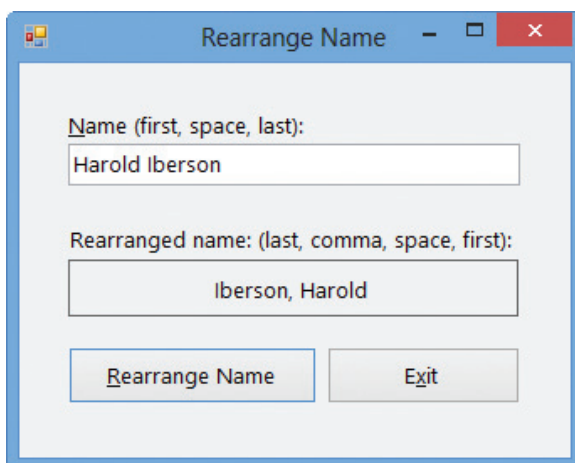 Rearrange Name
Name (first, space, last):
Harold Iberson
Rearranged name: (last, comma, space, first):
Iberson, Harold
Rearrange Name Exit